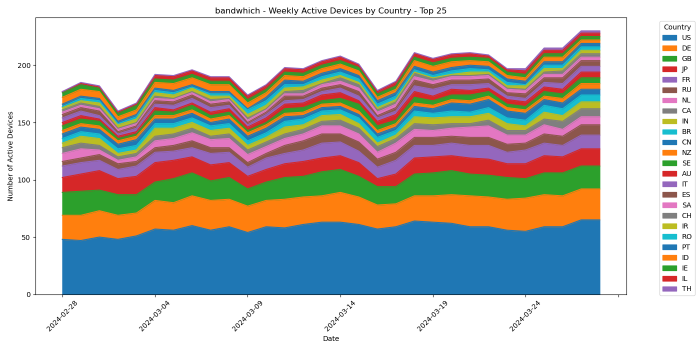 bandwhich - Weekly Active Devices by Country - Top 25
Number of Active Devices
200
150
100
50
0
2024-02-28
2024-03-04
2024-03-09
2024-03-14
2024-03-19
2024-03-24
Date
Country
US
DE
GB
JP
FR
RU
NL
CA
IN
BR
CN
NZ
SE
AU
IT
ES
SA
CH
IR
RO
PT
ID
IE
IL
TH